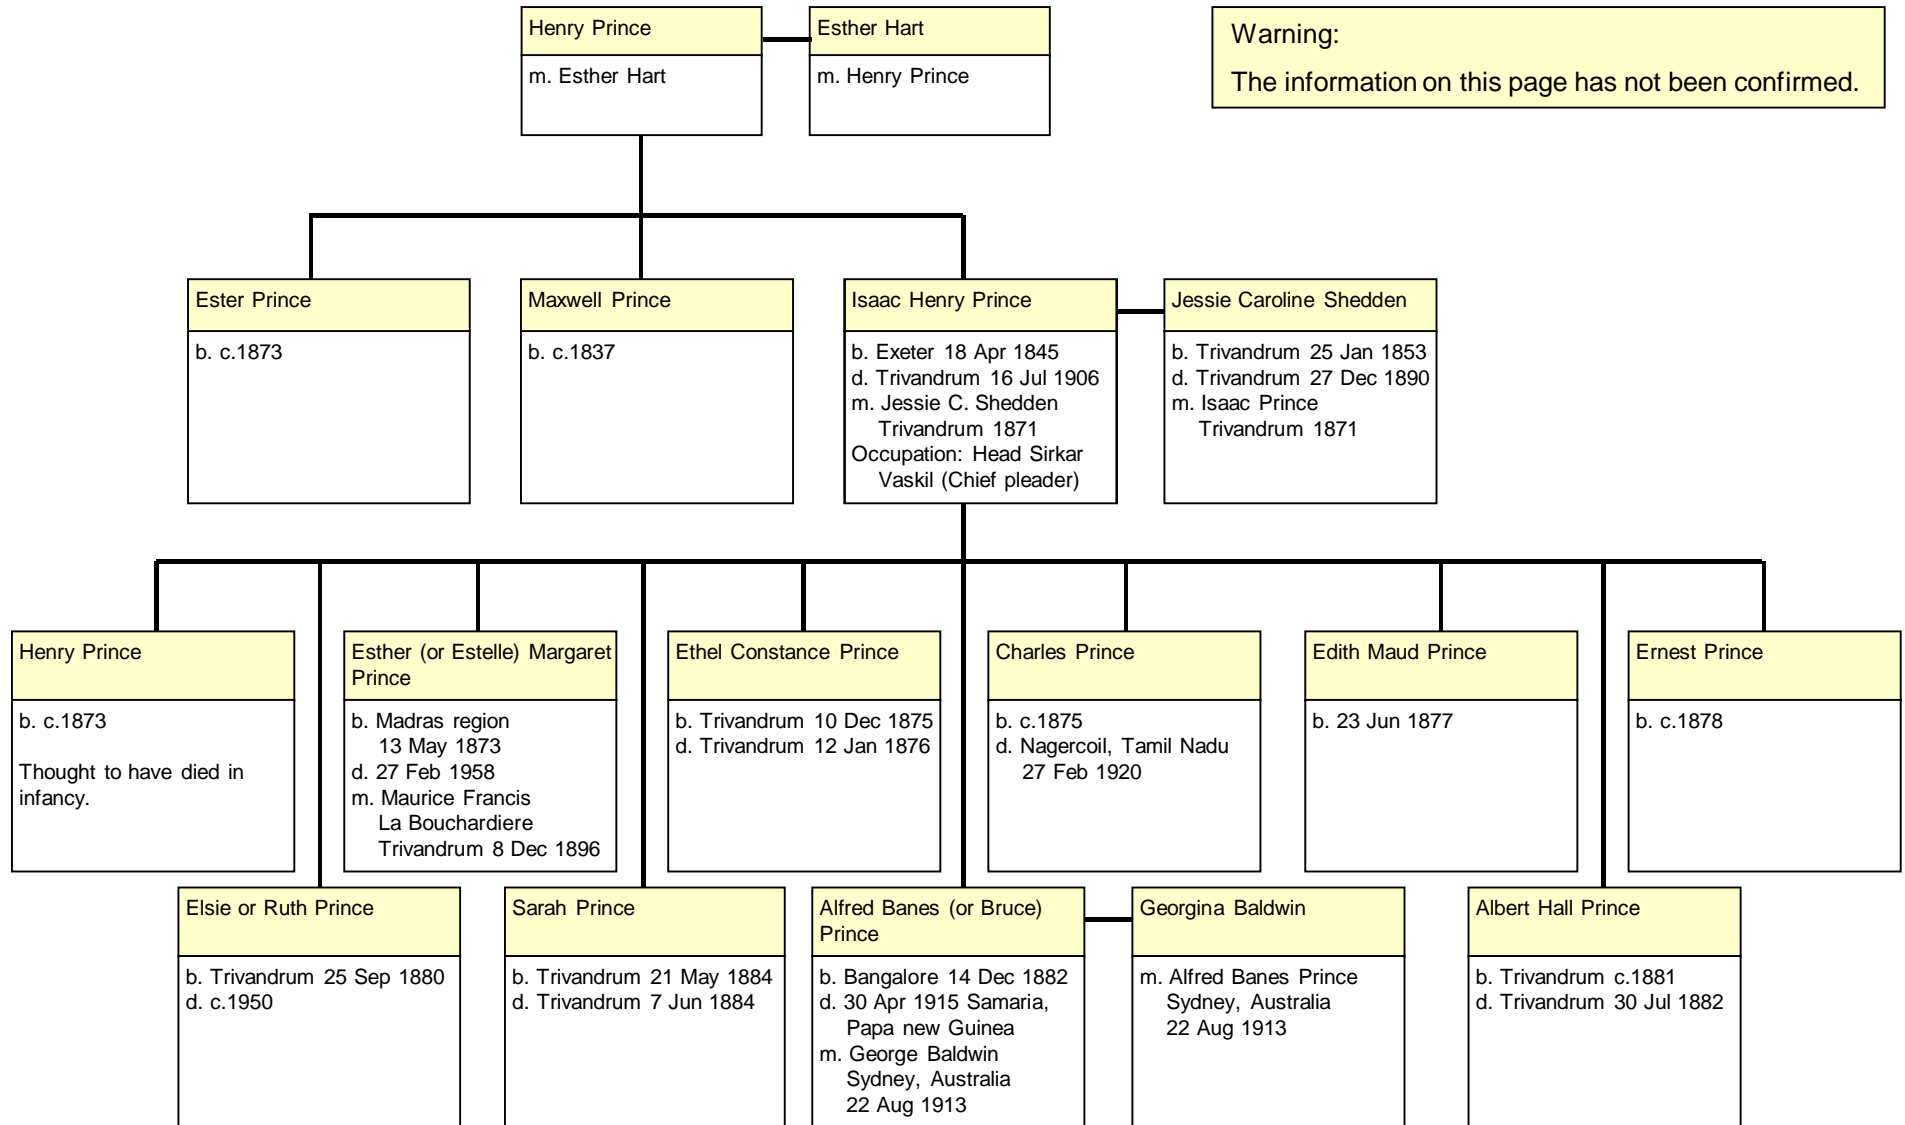 Henry Prince
m. Esther Hart
Esther Hart
m. Henry Prince
Warning:
The information on this page has not been confirmed.
Ester Prince
b. c.1873
Maxwell Prince
b. c.1837
Isaac Henry Prince
b. Exeter 18 Apr 1845
d. Trivandrum 16 Jul 1906
m. Jessie C. Shedden
Trivandrum 1871
Occupation: Head Sirkar
Vaskil (Chief pleader)
Jessie Caroline Shedden
b. Trivandrum 25 Jan 1853
d. Trivandrum 27 Dec 1890
m. Isaac Prince
Trivandrum 1871
Henry Prince
b. c.1873
Thought to have died in
infancy.
Esther (or Estelle) Margaret
Prince
b. Madras region
13 May 1873
d. 27 Feb 1958
m. Maurice Francis
La Bouchardiere
Trivandrum 8 Dec 1896
Ethel Constance Prince
b. Trivandrum 10 Dec 1875
d. Trivandrum 12 Jan 1876
Charles Prince
b. c.1875
d. Nagercoil, Tamil Nadu
27 Feb 1920
Edith Maud Prince
b. 23 Jun 1877
Ernest Prince
b. c.1878
Elsie or Ruth Prince
b. Trivandrum 25 Sep 1880
d. c.1950
Sarah Prince
b. Trivandrum 21 May 1884
d. Trivandrum 7 Jun 1884
Alfred Banes (or Bruce)
Prince
b. Bangalore 14 Dec 1882
d. 30 Apr 1915 Samaria,
Papa new Guinea
m. George Baldwin
Sydney, Australia
22 Aug 1913
Georgina Baldwin
m. Alfred Banes Prince
Sydney, Australia
22 Aug 1913
Albert Hall Prince
b. Trivandrum c.1881
d. Trivandrum 30 Jul 1882